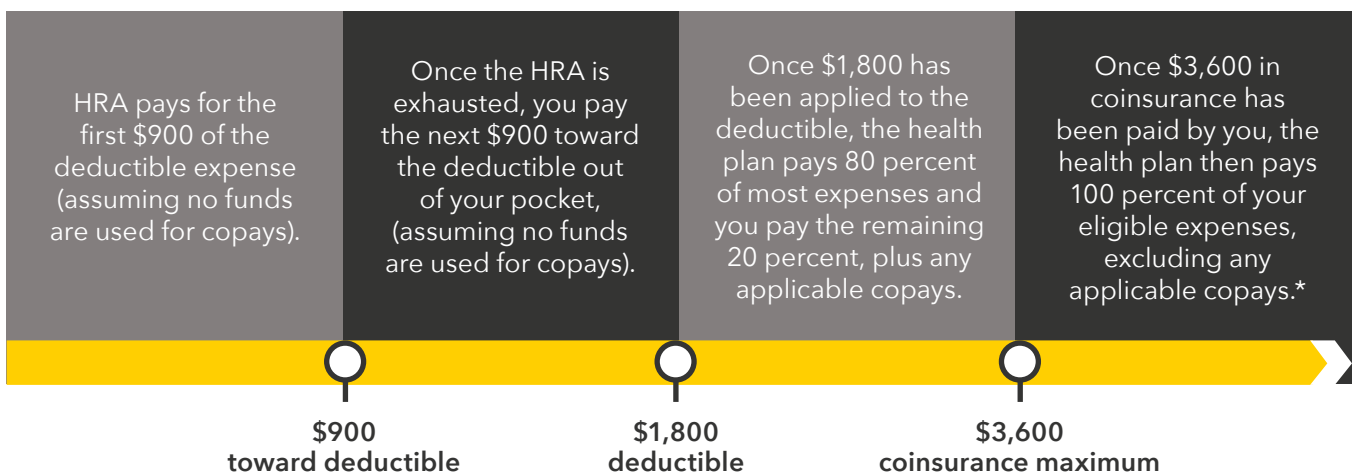 HRA pays for the
first $900 of the
deductible expense
(assuming no funds
are used for copays).
Once the HRA is
exhausted, you pay
the next $900 toward
the deductible out
of your pocket,
(assuming no funds
are used for copays).
Once $1,800 has
been applied to the
deductible, the health
plan pays 80 percent
of most expenses and
you pay the remaining
20 percent, plus any
applicable copays.
Once $3,600 in
coinsurance has
been paid by you, the
health plan then pays
100 percent of your
eligible expenses,
excluding any
applicable copays.*
$900
toward deductible
$1,800
deductible
$3,600
coinsurance maximum